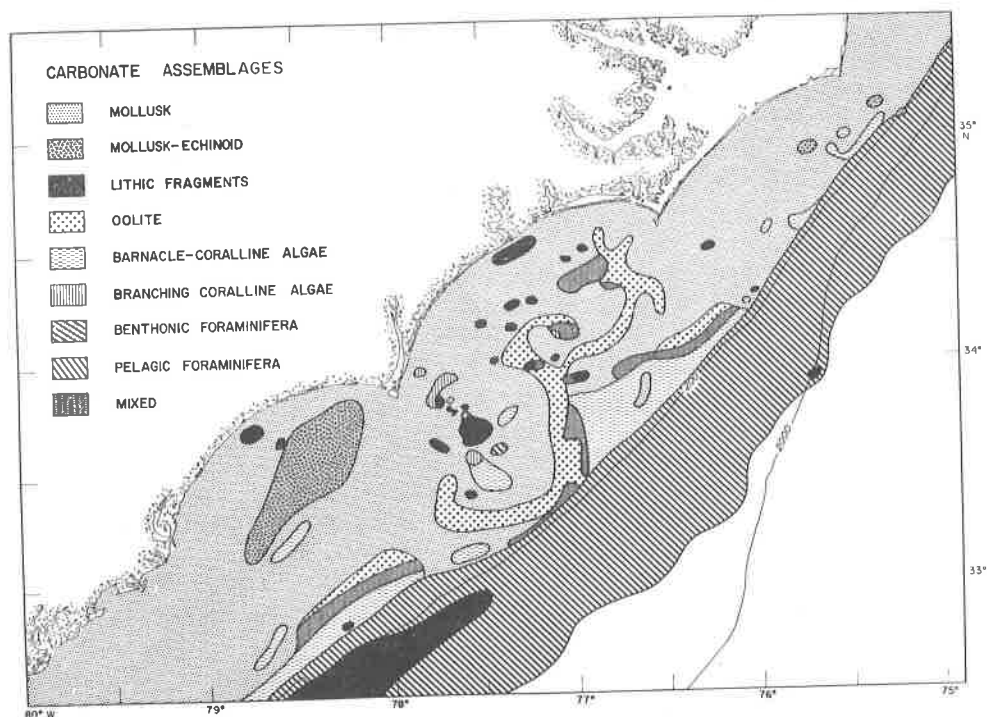 CARBONATE ASSEMBLAGES
MOLLUSK
MOLLUSK-ECHINOID
LITHIC FRAGMENTS
OOLITE
BARNACLE-CORALLINE ALGAE
BRANCHING CORALLINE ALGAE
BENTHONIC FORAMINIFERA
PELAGIC FORAMINIFERA
MIXED
35°
N
34°
33°
80° W
79°
78°
77°
76°
75°